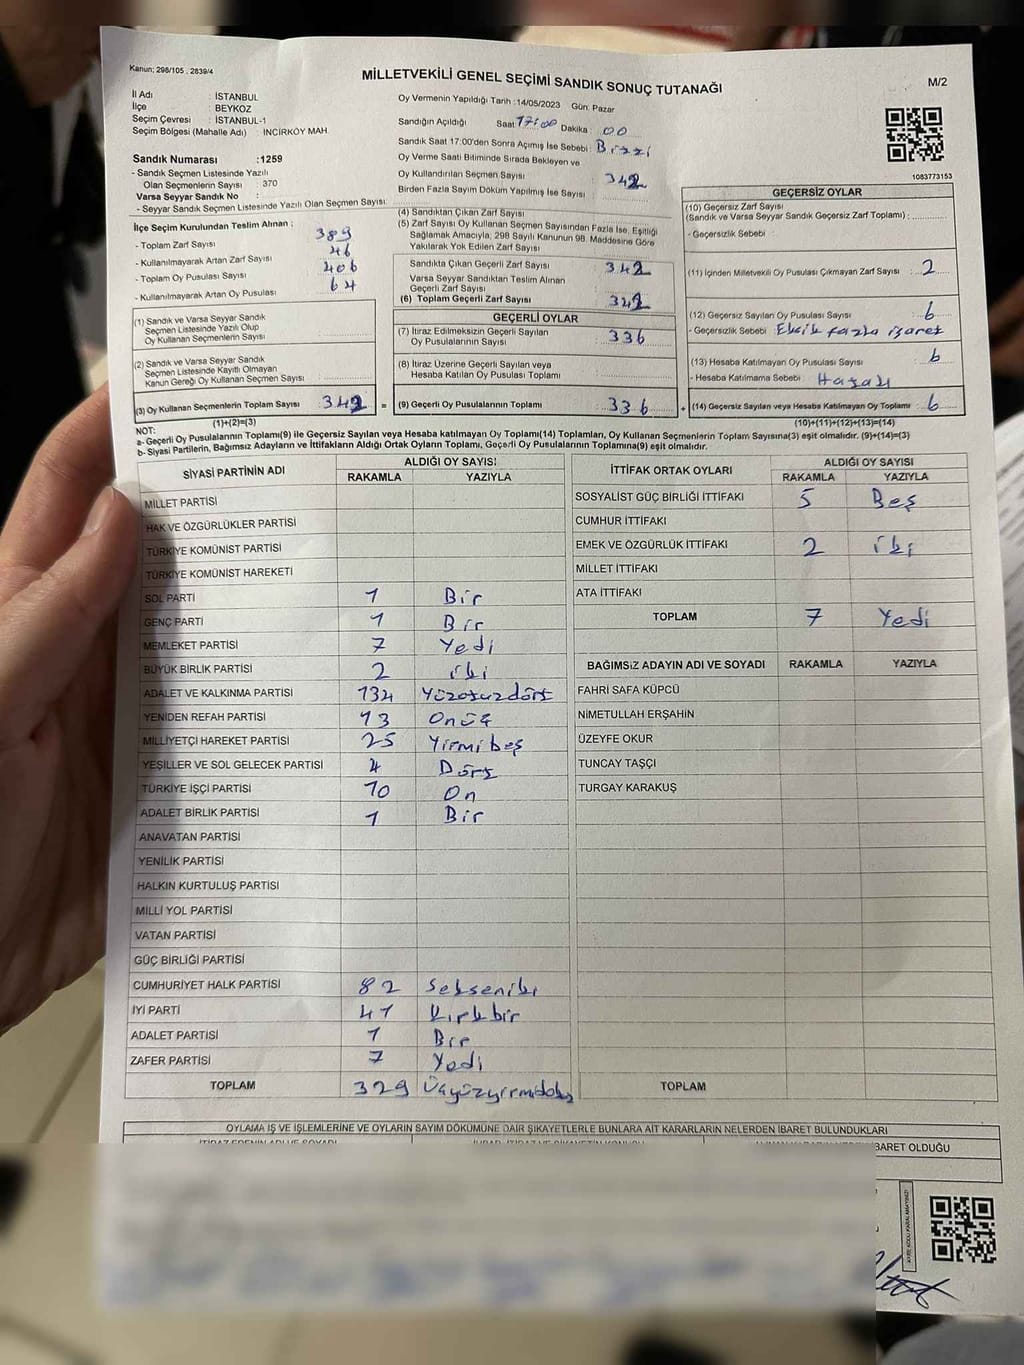 Kanun; 298/105 , 2839/4
MİLLETVEKİLİ GENEL SEÇİMİ SANDIK SONUÇ TUTANAĞI
M/2
İl Adı : İSTANBUL
İlçe : BEYKOZ
Seçim Çevresi : İSTANBUL-1
Seçim Bölgesi (Mahalle Adı) : İNCİRKÖY MAH.
Sandık Numarası :1259
- Sandık Seçmen Listesinde Yazılı
Olan Seçmenlerin Sayısı : 370
Varsa Seyyar Sandık No :
- Seyyar Sandık Seçmen Listesinde Yazılı Olan Seçmen Sayısı:
Oy Vermenin Yapıldığı Tarih :14/05/2023 Gün: Pazar
Sandığın Açıldığı Saat 17:00 Dakika : 00
Sandık Saat 17:00'den Sonra Açımış İse Sebebi:
Oy Verme Saati Bitiminde Sırada Bekleyen ve
Oy Kullandırılan Seçmen Sayısı : 342
Birden Fazla Sayım Döküm Yapılmış İse Sayısı :
1083773153
İlçe Seçim Kurulundan Teslim Alınan :
- Toplam Zarf Sayısı 389
- Kullanılmayarak Artan Zarf Sayısı 46
- Toplam Oy Pusulası Sayısı 406
- Kullanılmayarak Artan Oy Pusulası 64
(1) Sandık ve Varsa Seyyar Sandık
Seçmen Listesinde Yazılı Olup
Oy Kullanan Seçmenlerin Sayısı :
(2) Sandık ve Varsa Seyyar Sandık
Seçmen Listesinde Kayıtlı Olmayan
Kanun Gereği Oy Kullanan Seçmen Sayısı :
(3) Oy Kullanan Seçmenlerin Toplam Sayısı : 342 =
(1)+(2)=(3)
(4) Sandıktan Çıkan Zarf Sayısı
(5) Zarf Sayısı Oy Kullanan Seçmen Sayısından Fazla İse, Eşitliği
Sağlamak Amacıyla; 298 Sayılı Kanunun 98. Maddesine Göre
Yakılarak Yok Edilen Zarf Sayısı
Sandıkta Çıkan Geçerli Zarf Sayısı : 342
Varsa Seyyar Sandıktan Teslim Alınan
Geçerli Zarf Sayısı :
(6) Toplam Geçerli Zarf Sayısı : 342
GEÇERLİ OYLAR
(7) İtiraz Edilmeksizin Geçerli Sayılan
Oy Pusulalarının Sayısı : 336
(8) İtiraz Üzerine Geçerli Sayılan veya
Hesaba Katılan Oy Pusulası Toplamı :
(9) Geçerli Oy Pusulalarının Toplamı : 336 +
GEÇERSİZ OYLAR
(10) Geçersiz Zarf Sayısı
(Sandık ve Varsa Seyyar Sandık Geçersiz Zarf Toplamı) :
- Geçersizlik Sebebi :
(11) İçinden Milletvekili Oy Pusulası Çıkmayan Zarf Sayısı : 2
(12) Geçersiz Sayılan Oy Pusulası Sayısı : 6
- Geçersizlik Sebebi : Eksik fazla işaret
(13) Hesaba Katılmayan Oy Pusulası Sayısı : 6
- Hesaba Katılmama Sebebi :
(14) Geçersiz Sayılan veya Hesaba Katılmayan Oy Toplamı : 6
(10)+(11)+(12)+(13)=(14)
NOT:
a- Geçerli Oy Pusulalarının Toplamı(9) ile Geçersiz Sayılan veya Hesaba katılmayan Oy Toplamı(14) Toplamları, Oy Kullanan Seçmenlerin Toplam Sayısına(3) eşit olmalıdır. (9)+(14)=(3)
b- Siyasi Partilerin, Bağımsız Adayların ve İttifakların Aldığı Ortak Oyların Toplamı, Geçerli Oy Pusulalarının Toplamına(9) eşit olmalıdır.
SİYASİ PARTİNİN ADI
ALDIĞI OY SAYISI
RAKAMLA YAZIYLA
MİLLET PARTİSİ
HAK VE ÖZGÜRLÜKLER PARTİSİ
TÜRKİYE KOMÜNİST PARTİSİ
TÜRKİYE KOMÜNİST HAREKETİ
SOL PARTİ 1 Bir
GENÇ PARTİ 1 Bir
MEMLEKET PARTİSİ 7 Yedi
BÜYÜK BİRLİK PARTİSİ 2 iki
ADALET VE KALKINMA PARTİSİ 134 Yüzotuzdört
YENİDEN REFAH PARTİSİ 13 Onüç
MİLLİYETÇİ HAREKET PARTİSİ 25 Yirmibeş
YEŞİLLER VE SOL GELECEK PARTİSİ 4 Dört
TÜRKİYE İŞÇİ PARTİSİ 10 On
ADALET BİRLİK PARTİSİ 1 Bir
ANAVATAN PARTİSİ
YENİLİK PARTİSİ
HALKIN KURTULUŞ PARTİSİ
MİLLİ YOL PARTİSİ
VATAN PARTİSİ
GÜÇ BİRLİĞİ PARTİSİ
CUMHURİYET HALK PARTİSİ 82 Sekseniki
İYİ PARTİ 41 Kırkbir
ADALET PARTİSİ 1 Bir
ZAFER PARTİSİ 7 Yedi
TOPLAM 329 Üçyüzyirmidokuz
İTTİFAK ORTAK OYLARI
ALDIĞI OY SAYISI
RAKAMLA YAZIYLA
SOSYALİST GÜÇ BİRLİĞİ İTTİFAKI 5 Beş
CUMHUR İTTİFAKI
EMEK VE ÖZGÜRLÜK İTTİFAKI 2 iki
MİLLET İTTİFAKI
ATA İTTİFAKI
TOPLAM 7 Yedi
BAĞIMSIZ ADAYIN ADI VE SOYADI RAKAMLA YAZIYLA
FAHRİ SAFA KÜPCÜ
NİMETULLAH ERŞAHİN
ÜZEYFE OKUR
TUNCAY TAŞÇI
TURGAY KARAKUŞ
TOPLAM
OYLAMA İŞ VE İŞLEMLERİNE VE OYLARIN SAYIM DÖKÜMÜNE DAİR ŞİKAYETLERLE BUNLARA AİT KARARLARIN NELERDEN İBARET BULUNDUKLARI
BARET OLDUĞU